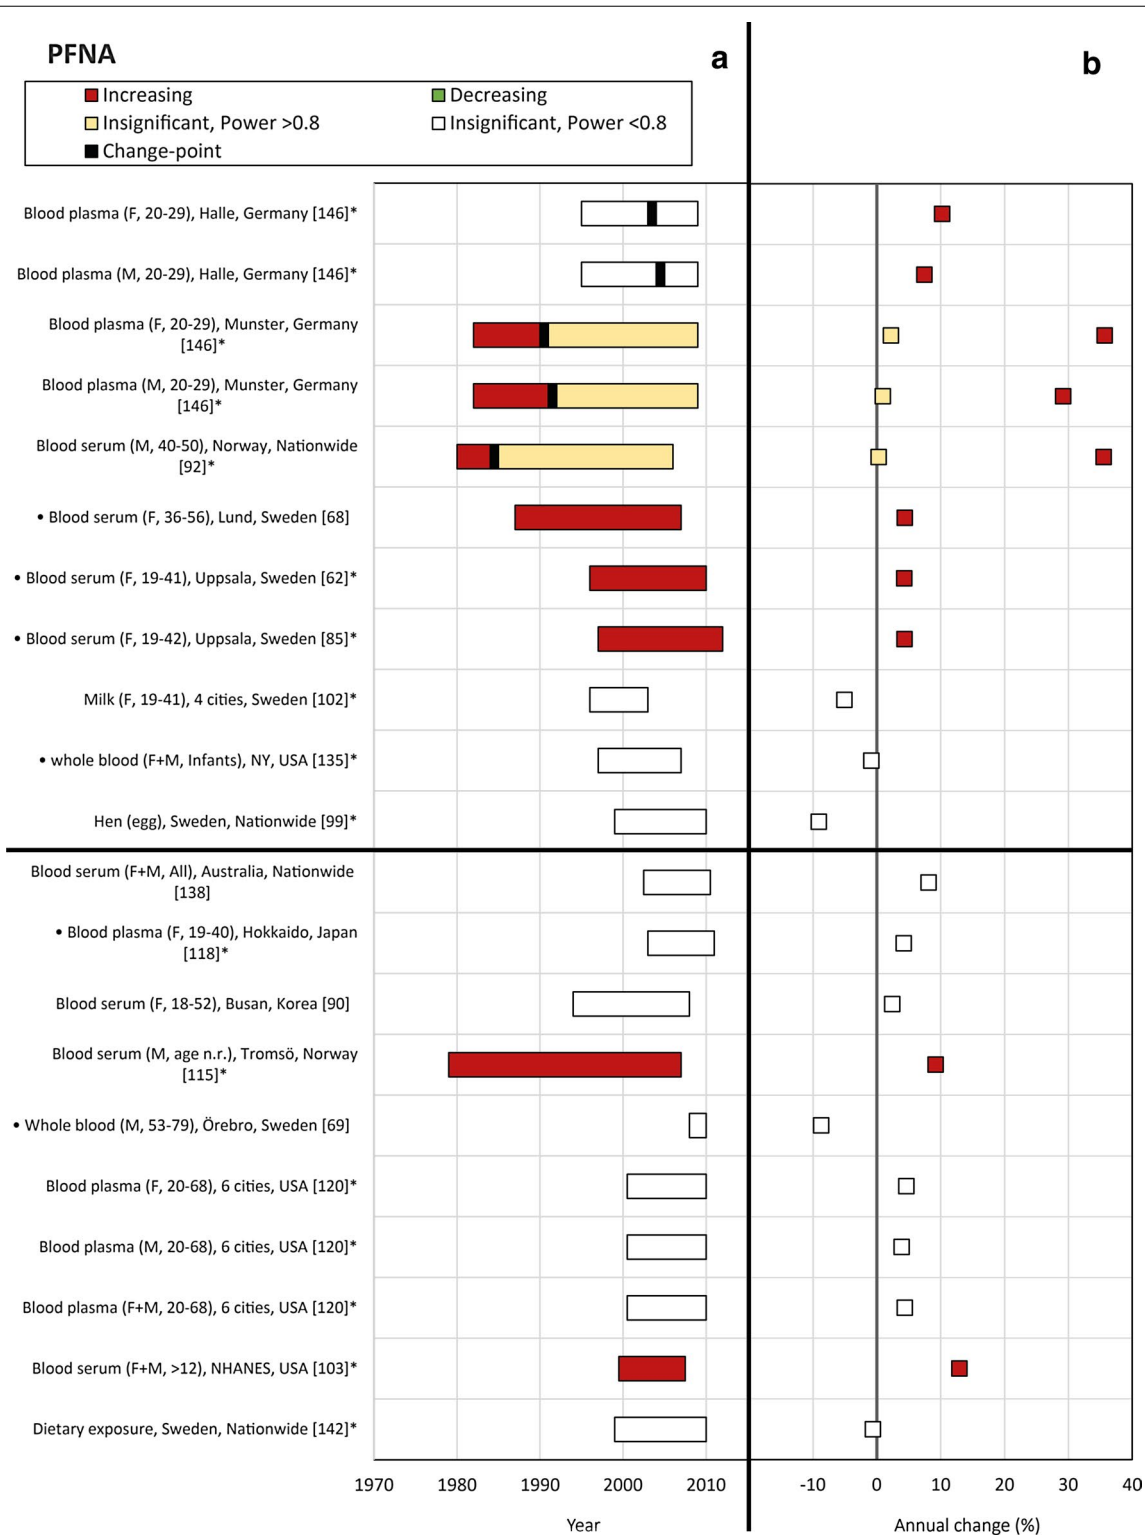 PFNA
a
b
Increasing
Decreasing
Insignificant, Power >0.8
Insignificant, Power <0.8
Change-point
Blood plasma (F, 20-29), Halle, Germany [146]*
Blood plasma (M, 20-29), Halle, Germany [146]*
Blood plasma (F, 20-29), Munster, Germany
[146]*
Blood plasma (M, 20-29), Munster, Germany
[146]*
Blood serum (M, 40-50), Norway, Nationwide
[92]*
• Blood serum (F, 36-56), Lund, Sweden [68]
• Blood serum (F, 19-41), Uppsala, Sweden [62]*
• Blood serum (F, 19-42), Uppsala, Sweden [85]*
Milk (F, 19-41), 4 cities, Sweden [102]*
• whole blood (F+M, Infants), NY, USA [135]*
Hen (egg), Sweden, Nationwide [99]*
Blood serum (F+M, All), Australia, Nationwide
[138]
• Blood plasma (F, 19-40), Hokkaido, Japan
[118]*
Blood serum (F, 18-52), Busan, Korea [90]
Blood serum (M, age n.r.), Tromsö, Norway
[115]*
• Whole blood (M, 53-79), Örebro, Sweden [69]
Blood plasma (F, 20-68), 6 cities, USA [120]*
Blood plasma (M, 20-68), 6 cities, USA [120]*
Blood plasma (F+M, 20-68), 6 cities, USA [120]*
Blood serum (F+M, >12), NHANES, USA [103]*
Dietary exposure, Sweden, Nationwide [142]*
1970 1980 1990 2000 2010
-10 0 10 20 30 40
Year
Annual change (%)